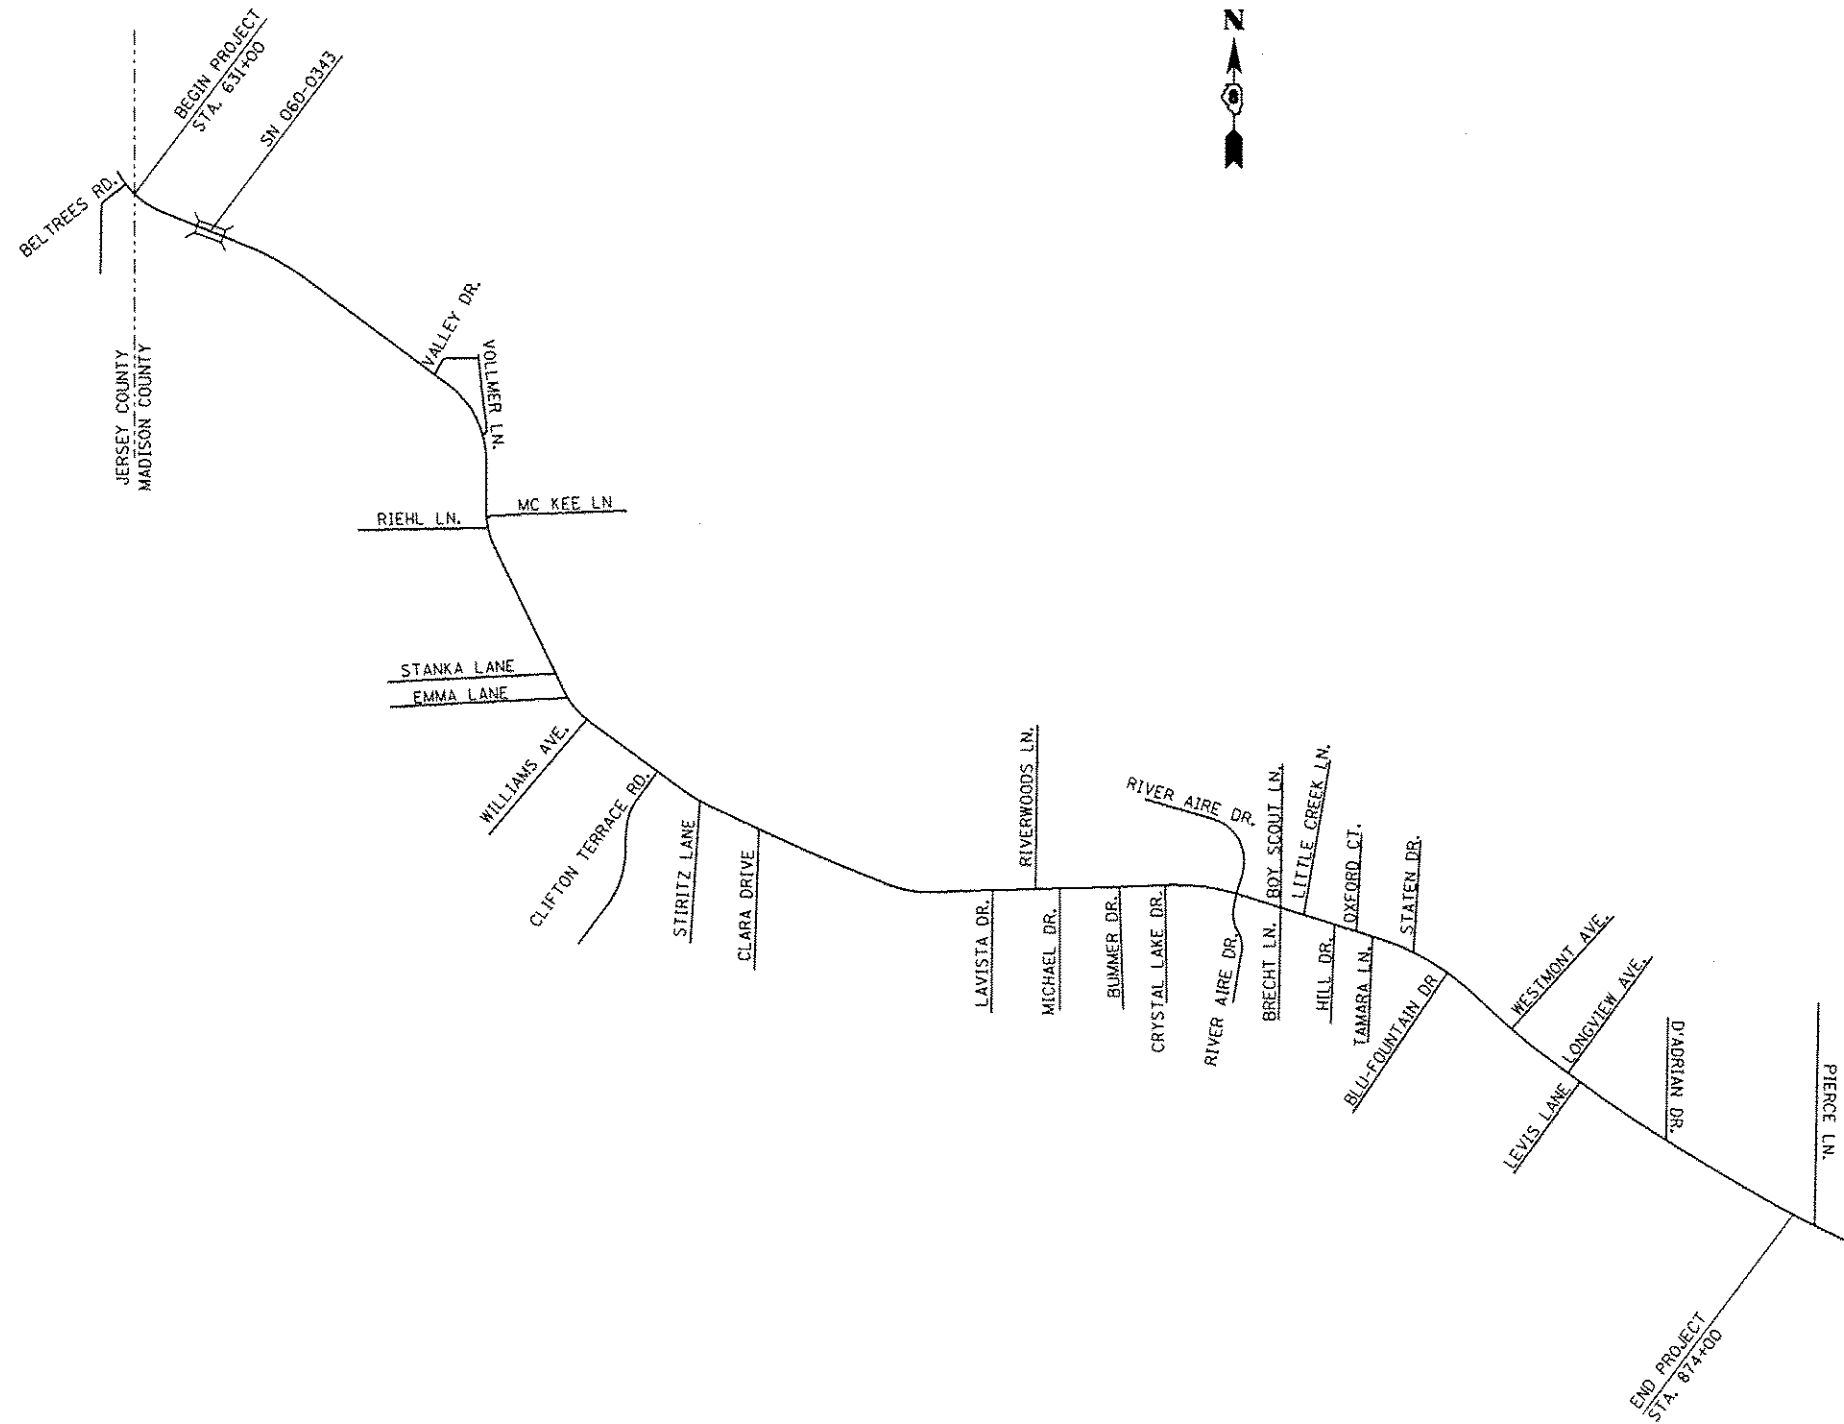 N
8
BEGIN PROJECT
STA. 631+00
SN 060-0343
BELTREES RD.
JERSEY COUNTY
MADISON COUNTY
VALLEY DR.
VOLLMER LN.
RIEHL LN.
MC KEE LN
STANKA LANE
EMMA LANE
WILLIAMS AVE.
CLIFTON TERRACE RD.
STIRITZ LANE
CLARA DRIVE
LAVISTA DR.
RIVERWOODS LN.
MICHAEL DR.
BUMMER DR.
CRYSTAL LAKE DR.
RIVER AIRE DR.
RIVER AIRE DR.
BRECHT LN.
BOY SCOUT LN.
LITTLE CREEK LN.
HILL DR.
OXFORD CT.
TAMARA LN.
STATEN DR.
BLU-FOUNTAIN DR
WESTMONT AVE.
LONGVIEW AVE.
LEVIS LANE
D'ADRIAN DR.
PIERCE LN.
END PROJECT
STA. 874+00